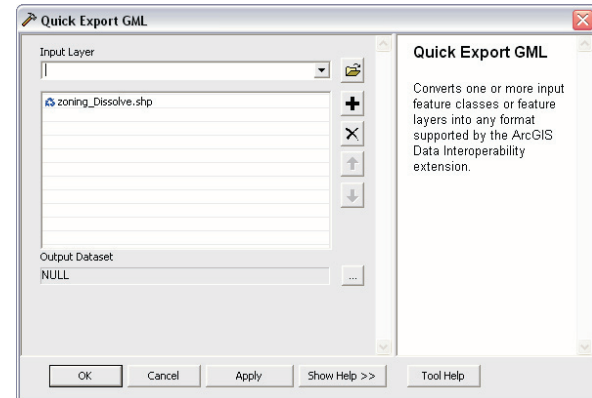 Quick Export GML
Input Layer
zoning_Dissolve.shp
Output Dataset
NULL
...
OK
Cancel
Apply
Show Help >>
Quick Export GML
Converts one or more input
feature classes or feature
layers into any format
supported by the ArcGIS
Data Interoperability
extension.
Tool Help